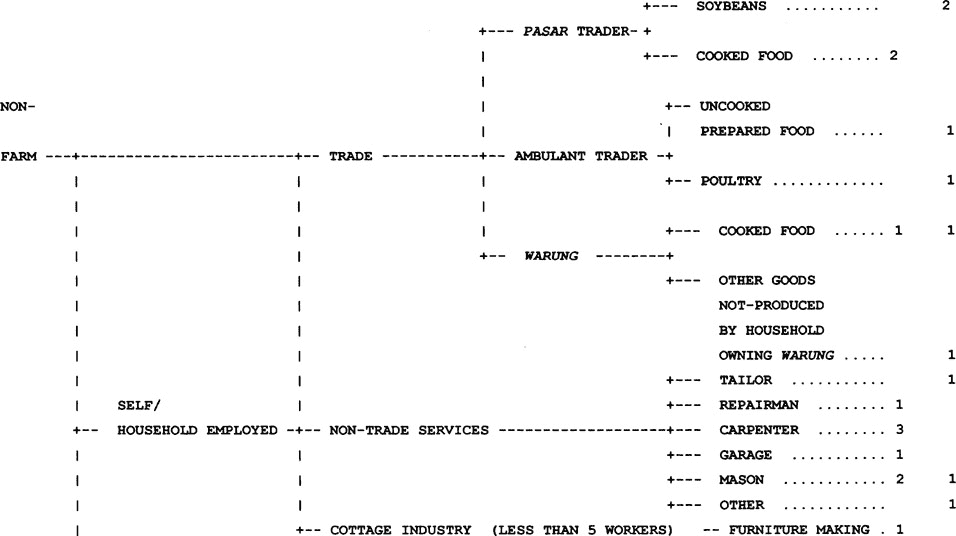 +--- SOYBEANS ........... 2
+--- PASAR TRADER- +
| +--- COOKED FOOD ........ 2
|
NON- | +-- UNCOOKED
| | PREPARED FOOD ...... 1
FARM ---+--------------------------+-- TRADE -----------+-- AMBULANT TRADER -+
| | | +-- POULTRY ............. 1
| | |
| | | +--- COOKED FOOD ...... 1 1
| | +-- WARUNG --------+
| | +--- OTHER GOODS
| | NOT-PRODUCED
| | BY HOUSEHOLD
| | OWNING WARUNG ..... 1
| | +--- TAILOR ........... 1
| SELF/ | +--- REPAIRMAN ........ 1
+-- HOUSEHOLD EMPLOYED -+-- NON-TRADE SERVICES -------------------+--- CARPENTER ........ 3
| | +--- GARAGE ........... 1
| | +--- MASON ............ 2 1
| | +--- OTHER ............ 1
| +-- COTTAGE INDUSTRY (LESS THAN 5 WORKERS) -- FURNITURE MAKING . 1